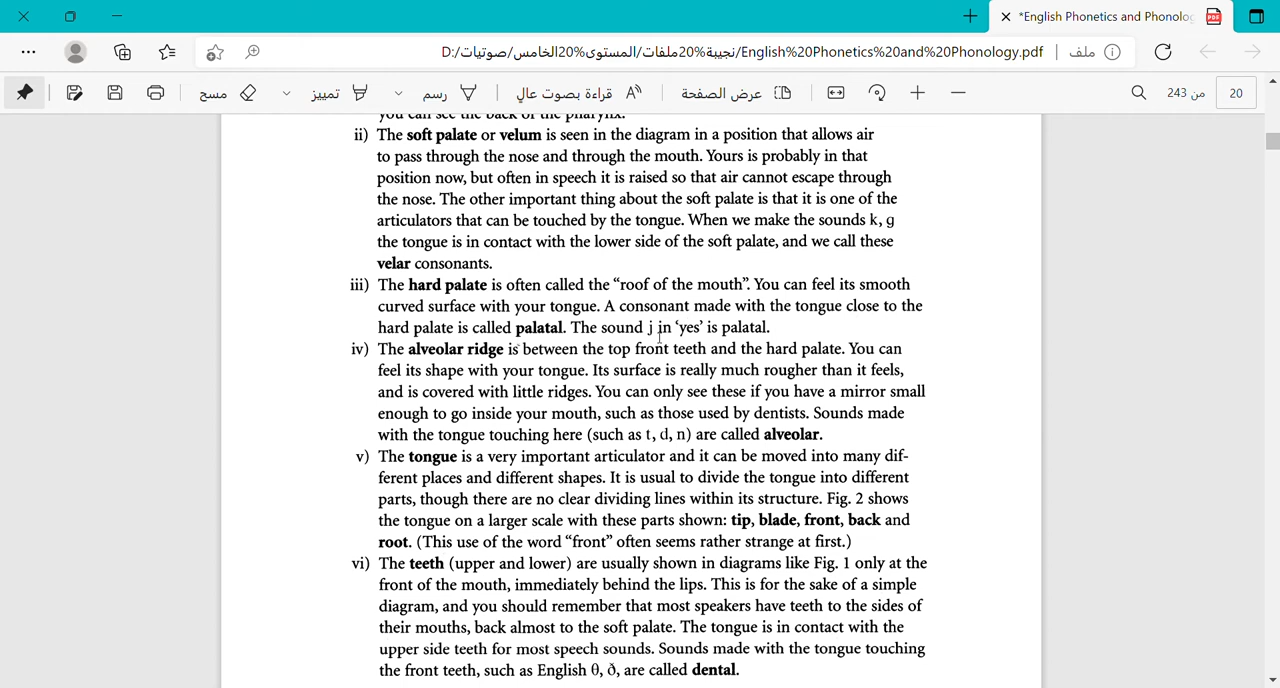 *English Phonetics and Phonolog
ملف | D:/صوتيات/المستوى%20الخامس/ملفات%20نجيبة/English%20Phonetics%20and%20Phonology.pdf
20 من 243 عرض الصفحة قراءة بصوت عالٍ رسم تمييز مسح
you can see the back of the pharynx.
ii) The soft palate or velum is seen in the diagram in a position that allows air
to pass through the nose and through the mouth. Yours is probably in that
position now, but often in speech it is raised so that air cannot escape through
the nose. The other important thing about the soft palate is that it is one of the
articulators that can be touched by the tongue. When we make the sounds k, ɡ
the tongue is in contact with the lower side of the soft palate, and we call these
velar consonants.
iii) The hard palate is often called the “roof of the mouth”. You can feel its smooth
curved surface with your tongue. A consonant made with the tongue close to the
hard palate is called palatal. The sound j in ‘yes’ is palatal.
iv) The alveolar ridge is between the top front teeth and the hard palate. You can
feel its shape with your tongue. Its surface is really much rougher than it feels,
and is covered with little ridges. You can only see these if you have a mirror small
enough to go inside your mouth, such as those used by dentists. Sounds made
with the tongue touching here (such as t, d, n) are called alveolar.
v) The tongue is a very important articulator and it can be moved into many dif-
ferent places and different shapes. It is usual to divide the tongue into different
parts, though there are no clear dividing lines within its structure. Fig. 2 shows
the tongue on a larger scale with these parts shown: tip, blade, front, back and
root. (This use of the word “front” often seems rather strange at first.)
vi) The teeth (upper and lower) are usually shown in diagrams like Fig. 1 only at the
front of the mouth, immediately behind the lips. This is for the sake of a simple
diagram, and you should remember that most speakers have teeth to the sides of
their mouths, back almost to the soft palate. The tongue is in contact with the
upper side teeth for most speech sounds. Sounds made with the tongue touching
the front teeth, such as English θ, ð, are called dental.